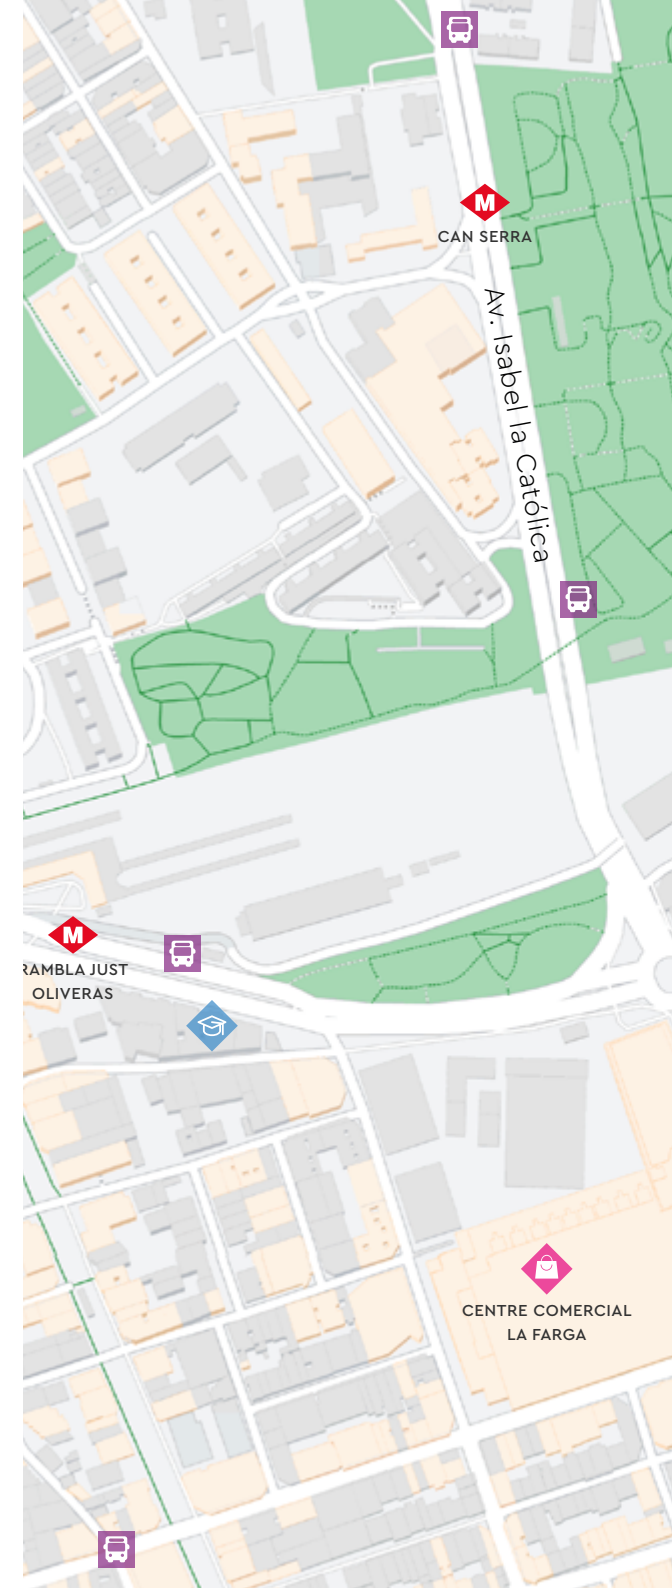 M
CAN SERRA
Av. Isabel la Católica
M
RAMBLA JUST
OLIVERAS
CENTRE COMERCIAL
LA FARGA